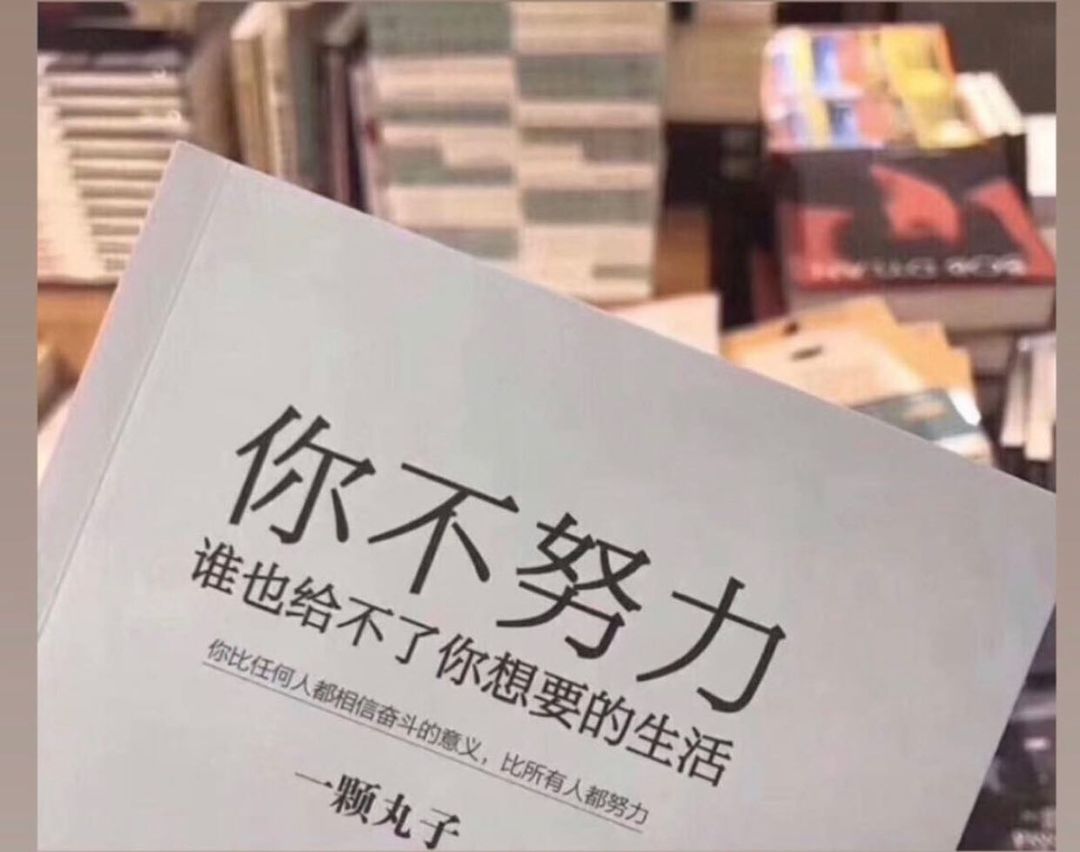 你不努力
谁也给不了你想要的生活
你比任何人都相信奋斗的意义，比所有人都努力
一颗丸子